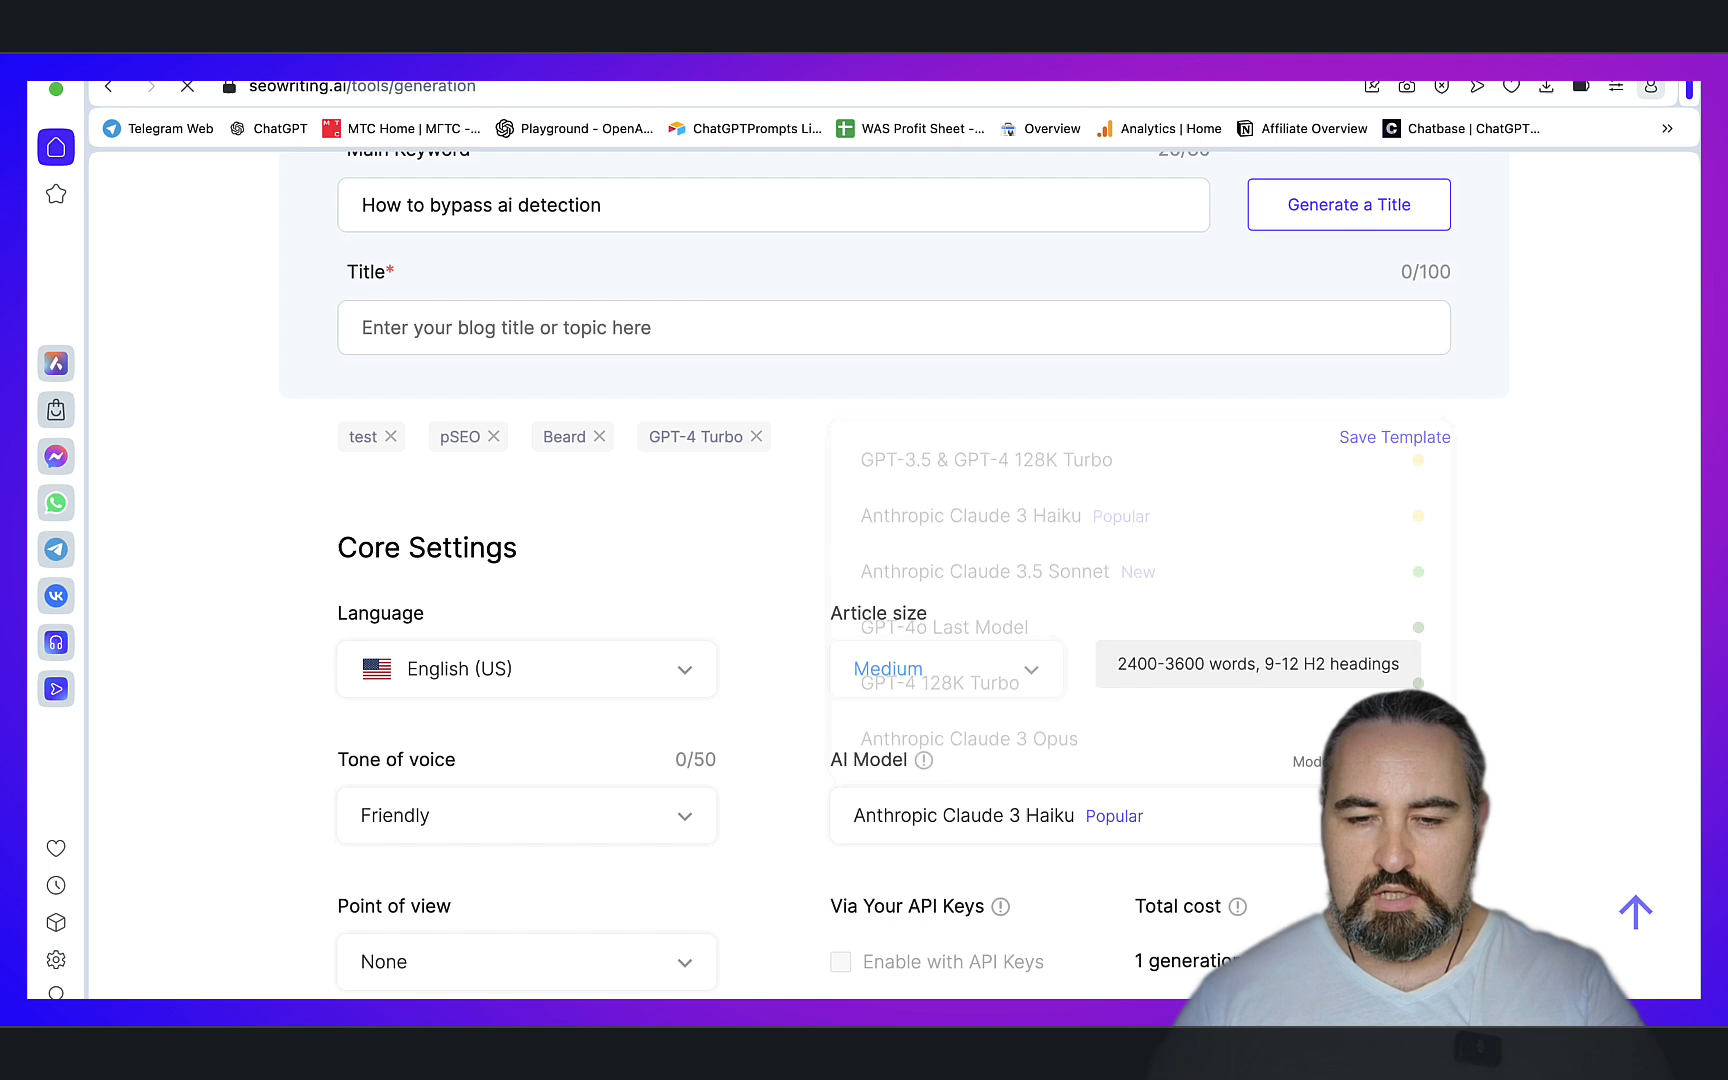 seowriting.ai/tools/generation
Telegram Web
ChatGPT
MTC Home | МГТС -...
Playground - OpenA...
ChatGPTPrompts Li...
WAS Profit Sheet -...
Overview
Analytics | Home
Affiliate Overview
Chatbase | ChatGPT...
Main Keyword
How to bypass ai detection
Generate a Title
Title*
0/100
Enter your blog title or topic here
test
pSEO
Beard
GPT-4 Turbo
Save Template
GPT-3.5 & GPT-4 128K Turbo
Anthropic Claude 3 Haiku Popular
Anthropic Claude 3.5 Sonnet New
Core Settings
Language
Article size
GPT-4o Last Model
English (US)
Medium
2400-3600 words, 9-12 H2 headings
GPT-4 128K Turbo
Anthropic Claude 3 Opus
Tone of voice
0/50
AI Model
Friendly
Anthropic Claude 3 Haiku Popular
Point of view
Via Your API Keys
Total cost
None
Enable with API Keys
1